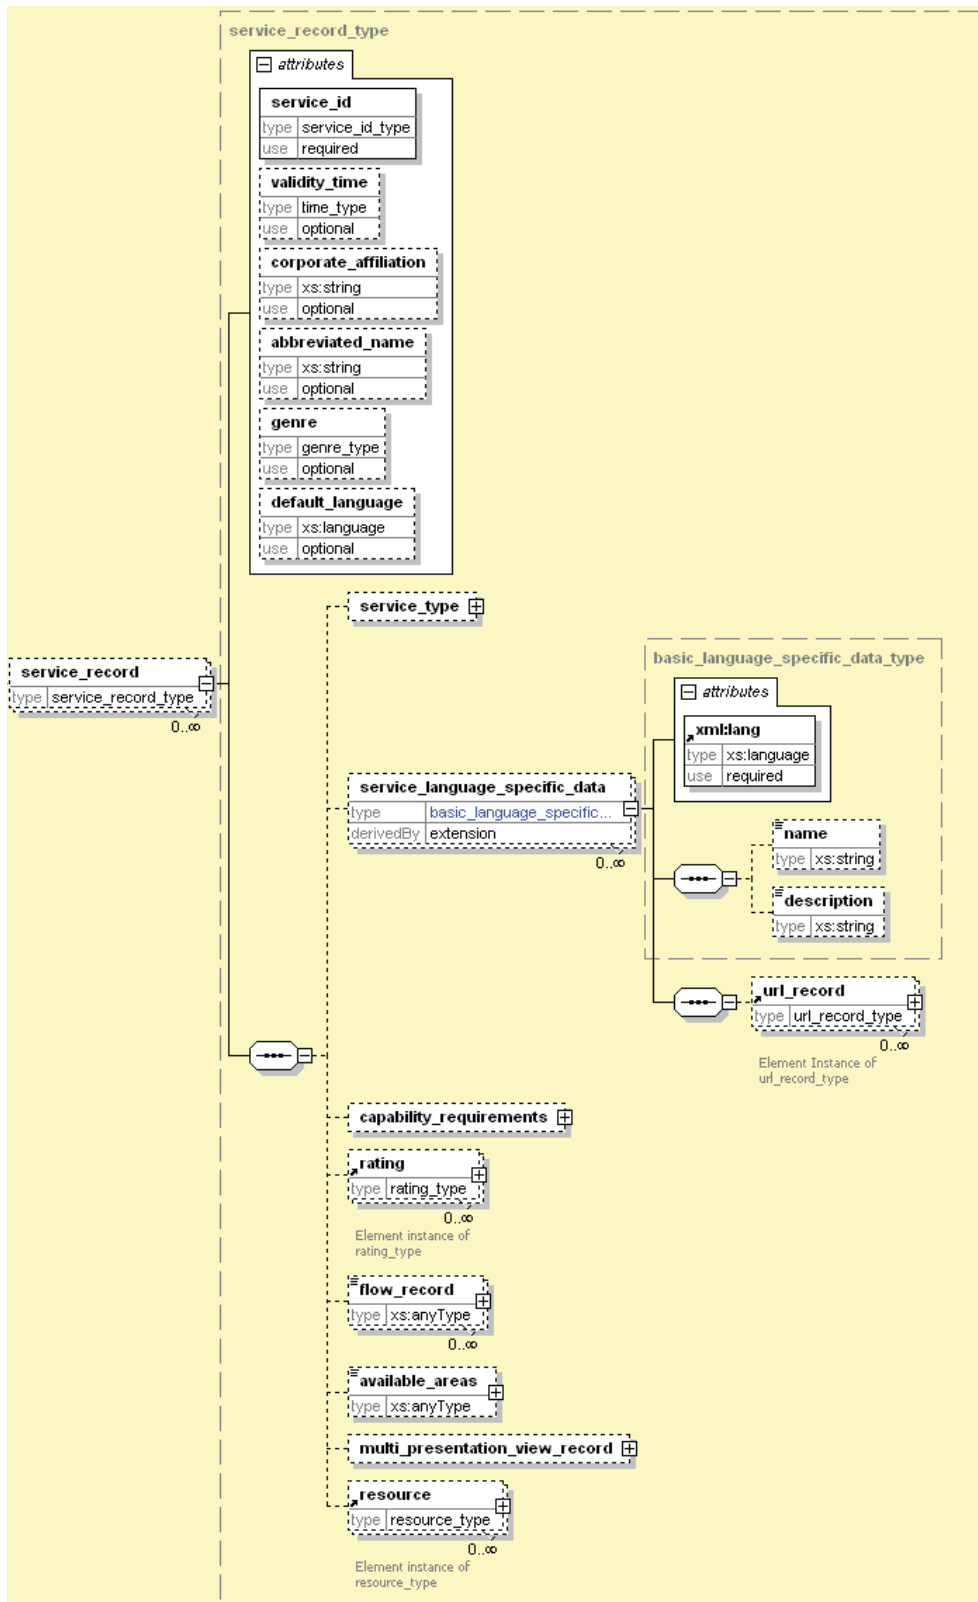 service_record_type
attributes
service_id
type service_id_type
use required
validity_time
type time_type
use optional
corporate_affiliation
type xs:string
use optional
abbreviated_name
type xs:string
use optional
genre
type genre_type
use optional
default_language
type xs:language
use optional
service_record
type service_record_type
0..∞
service_type
basic_language_specific_data_type
attributes
xml:lang
type xs:language
use required
service_language_specific_data
type basic_language_specific...
derivedBy extension
0..∞
name
type xs:string
description
type xs:string
url_record
type url_record_type
0..∞
Element Instance of
url_record_type
capability_requirements
rating
type rating_type
0..∞
Element instance of
rating_type
flow_record
type xs:anyType
0..∞
available_areas
type xs:anyType
multi_presentation_view_record
resource
type resource_type
0..∞
Element instance of
resource_type